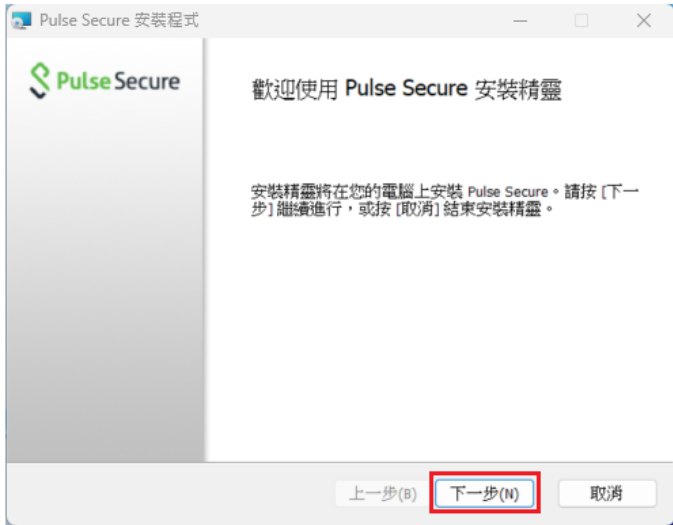 Pulse Secure 安裝程式
Pulse Secure
歡迎使用 Pulse Secure 安裝精靈
安裝精靈將在您的電腦上安裝 Pulse Secure。請按 [下一
步] 繼續進行，或按 [取消] 結束安裝精靈。
上一步(B) 下一步(N) 取消